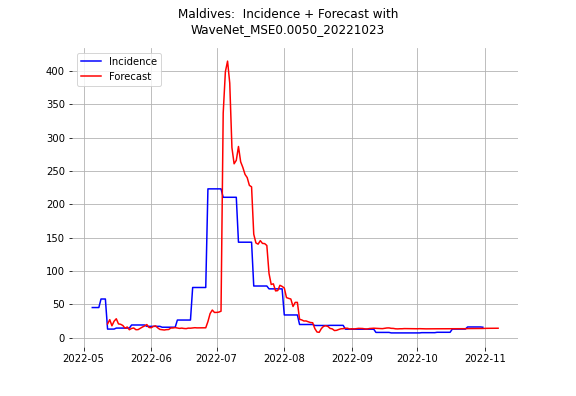 Maldives:  Incidence + Forecast with
WaveNet_MSE0.0050_20221023
Incidence
Forecast
400
350
300
250
200
150
100
50
0
2022-05 2022-06 2022-07 2022-08 2022-09 2022-10 2022-11